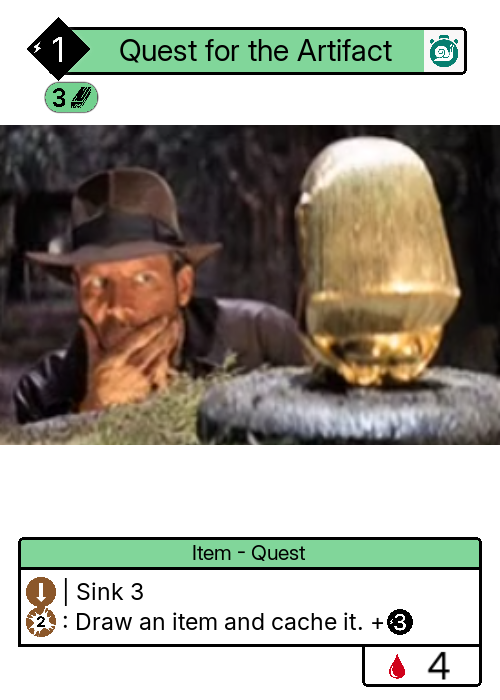 1 Quest for the Artifact
3
Item - Quest
| Sink 3
2 : Draw an item and cache it. + 3
4